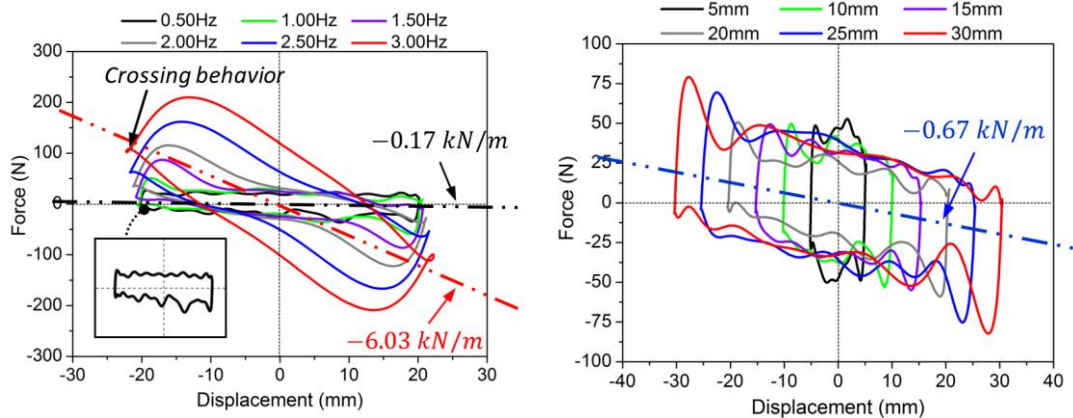 0.50Hz 1.00Hz 1.50Hz
2.00Hz 2.50Hz 3.00Hz
300
200
100
0
-100
-200
-300
Force (N)
Crossing behavior
−0.17 kN/m
−6.03 kN/m
-30 -20 -10 0 10 20 30
Displacement (mm)
5mm 10mm 15mm
20mm 25mm 30mm
100
75
50
25
0
-25
-50
-75
-100
Force (N)
−0.67 kN/m
-40 -30 -20 -10 0 10 20 30 40
Displacement (mm)